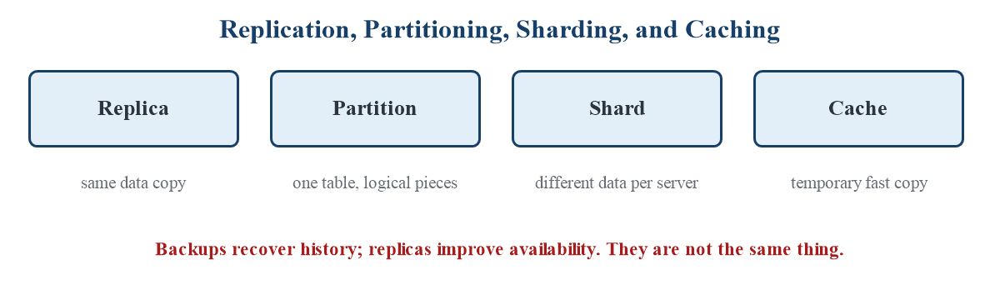 Replication, Partitioning, Sharding, and Caching
Replica
Partition
Shard
Cache
same data copy
one table, logical pieces
different data per server
temporary fast copy
Backups recover history; replicas improve availability. They are not the same thing.